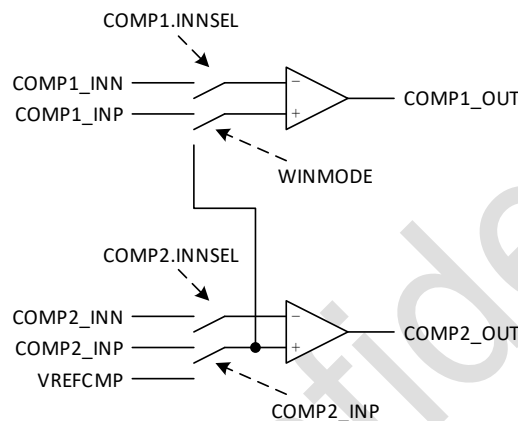 COMP1.INNSEL
COMP1_INN
−
COMP1_INP
+
COMP1_OUT
WINMODE
COMP2.INNSEL
COMP2_INN
−
COMP2_INP
+
COMP2_OUT
VREFCMP
COMP2_INP